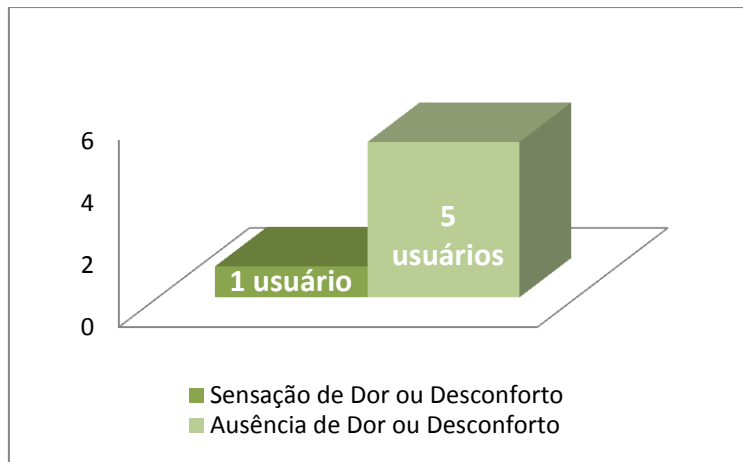 6
4
2
0
1 usuário
5
usuários
Sensação de Dor ou Desconforto
Ausência de Dor ou Desconforto